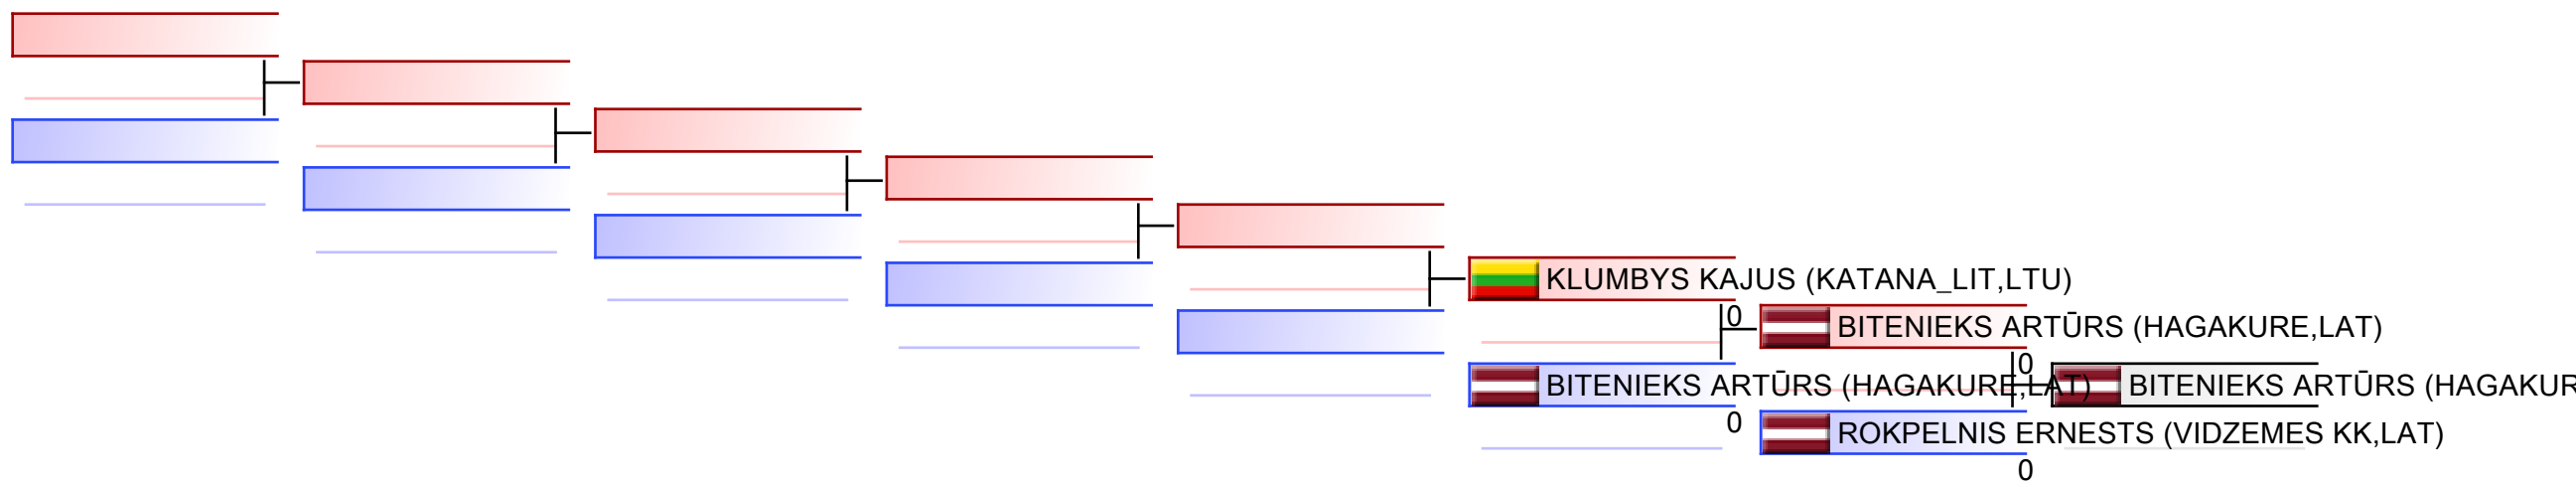 KLUMBYS KAJUS (KATANA_LIT,LTU)
0
BITENIEKS ARTŪRS (HAGAKURE,LAT)
0
BITENIEKS ARTŪRS (HAGAKURE,LAT)
BITENIEKS ARTŪRS (HAGAKUR
0
ROKPELNIS ERNESTS (VIDZEMES KK,LAT)
0